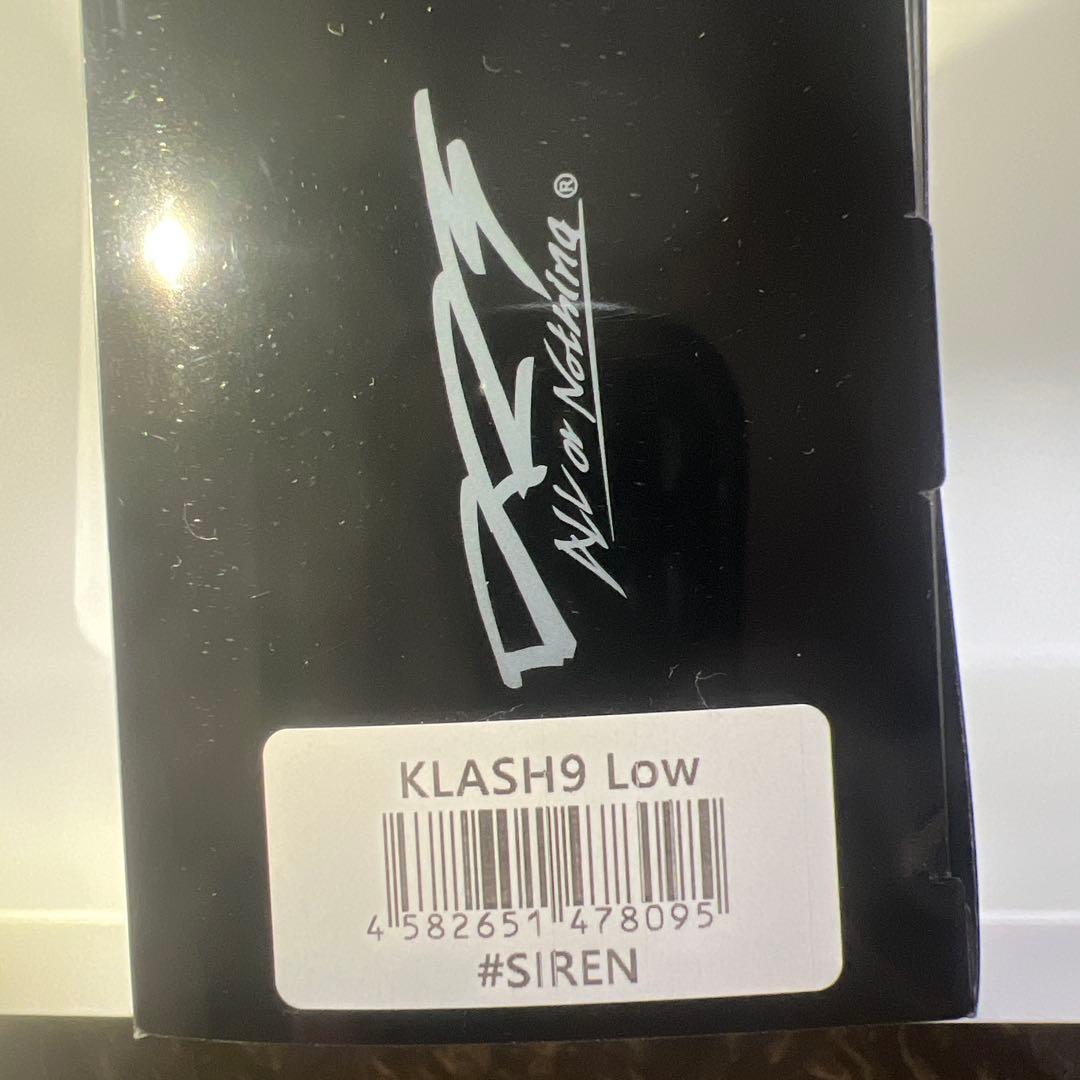 All or Nothing ®
KLASH9 Low
4 582651 478095
#SIREN